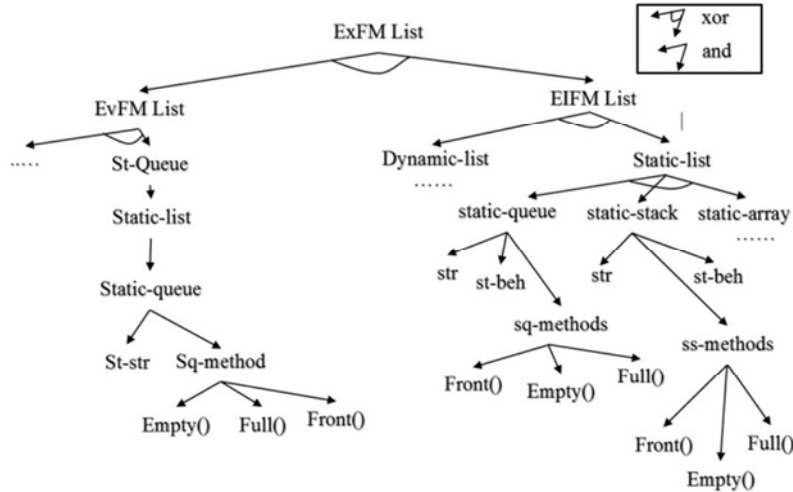 xor
ExFM List
and
EvFM List
EIFM List
.....
St-Queue
Dynamic-list
Static-list
......
Static-list
static-queue
static-stack
static-array
......
str
st-beh
str
st-beh
Static-queue
sq-methods
St-str
Sq-method
ss-methods
Front()
Empty()
Full()
Empty()
Full()
Front()
Front()
Full()
Empty()